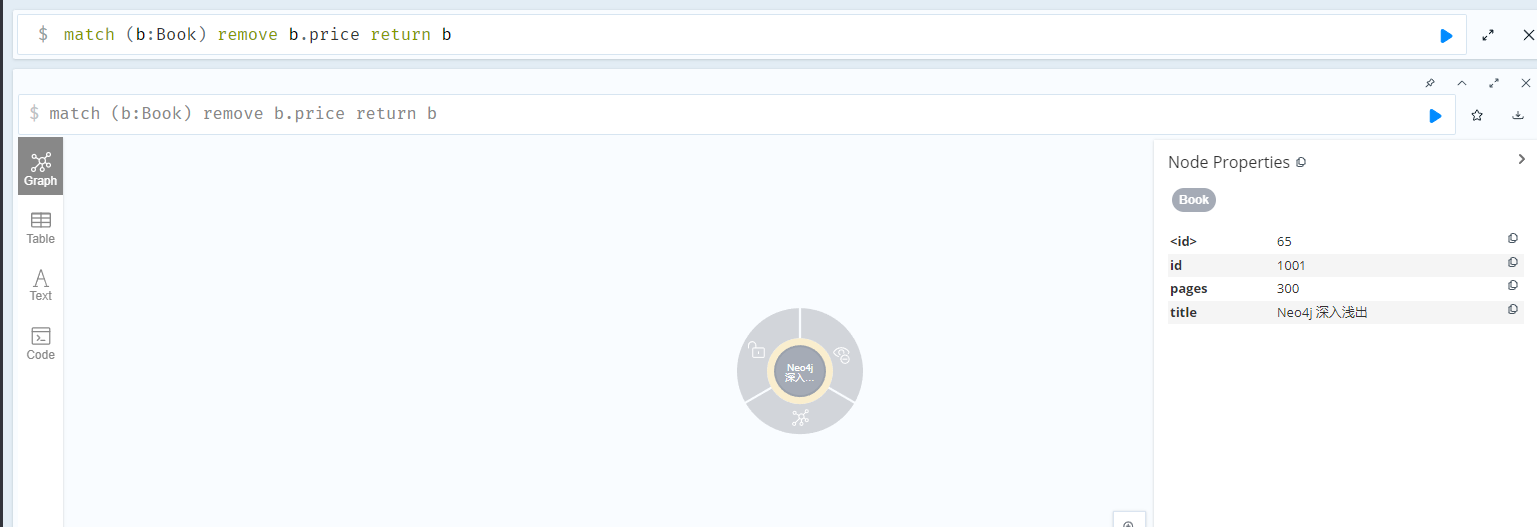 $ match (b:Book) remove b.price return b
$ match (b:Book) remove b.price return b
Graph
Table
Text
Code
Neo4j
深入...
Node Properties
Book
<id> 65
id 1001
pages 300
title Neo4j 深入浅出